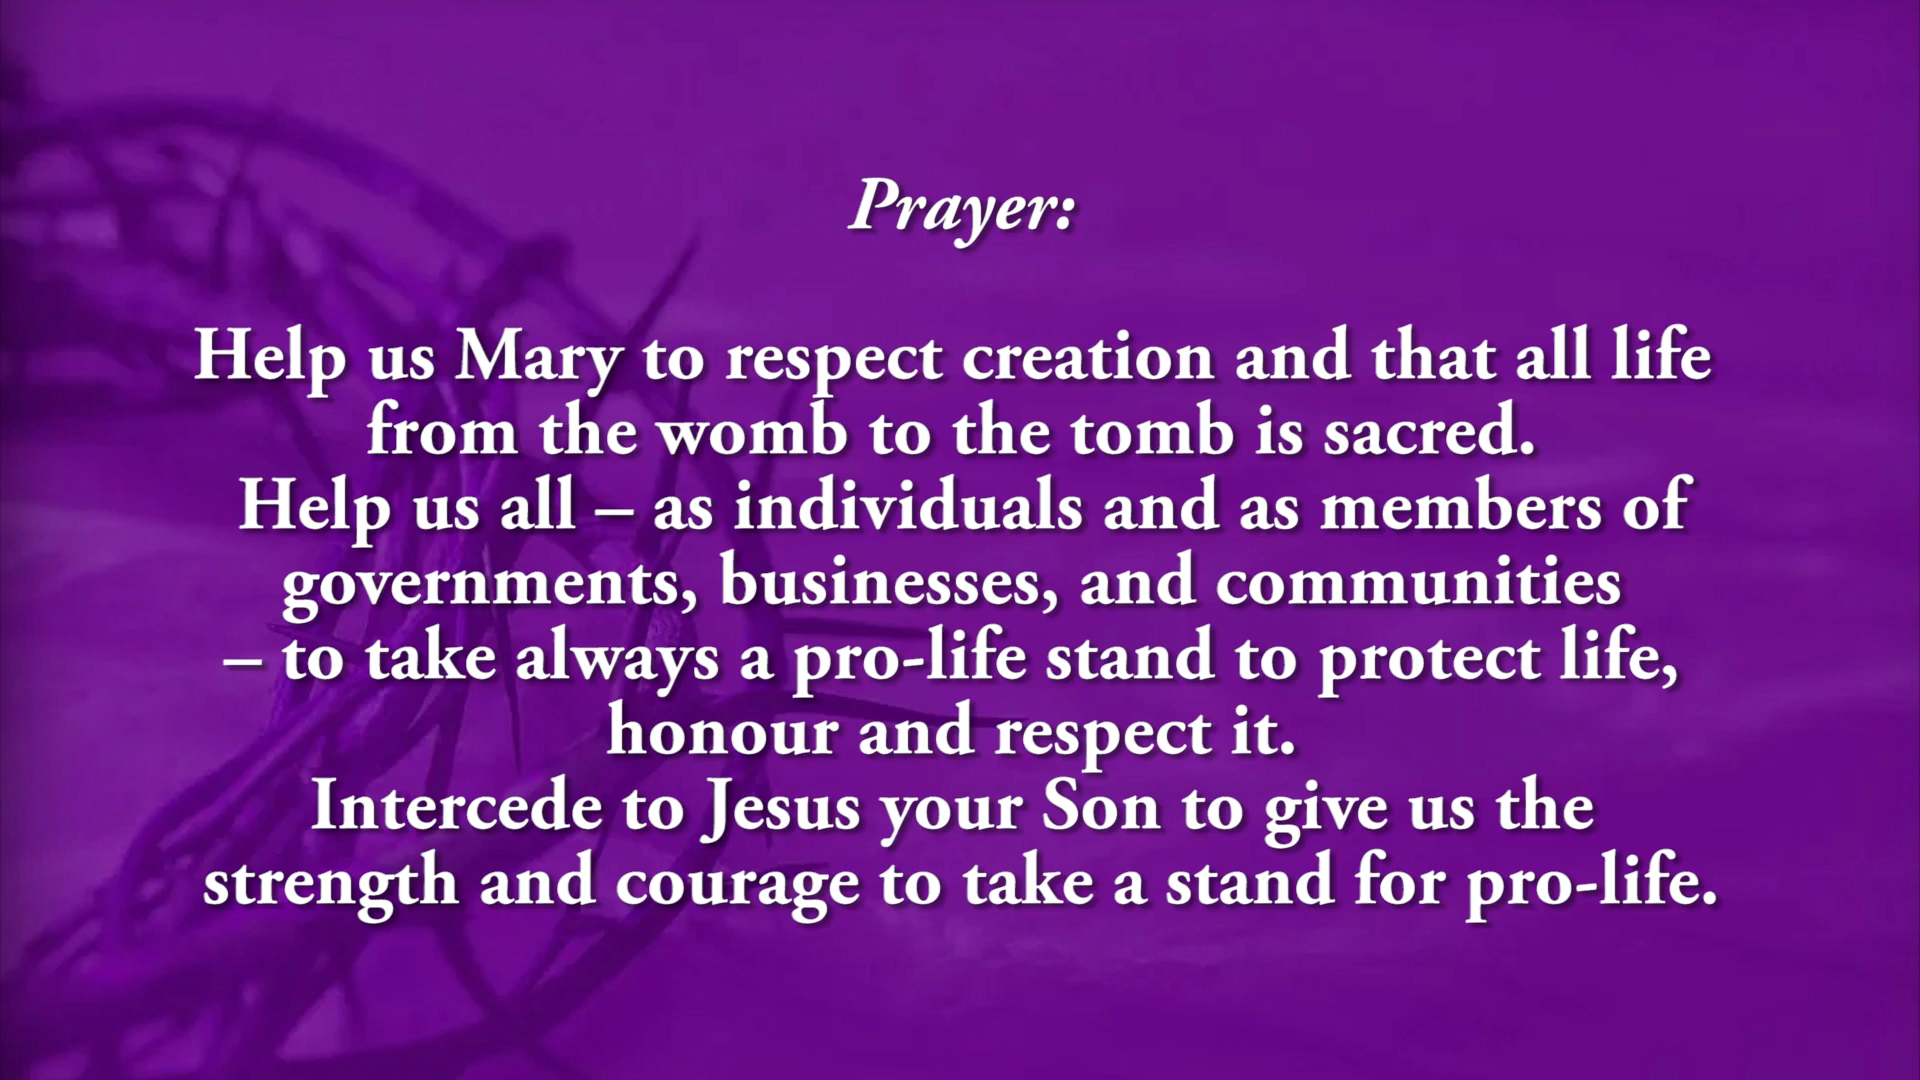 Prayer:
Help us Mary to respect creation and that all life
from the womb to the tomb is sacred.
Help us all – as individuals and as members of
governments, businesses, and communities
– to take always a pro-life stand to protect life,
honour and respect it.
Intercede to Jesus your Son to give us the
strength and courage to take a stand for pro-life.